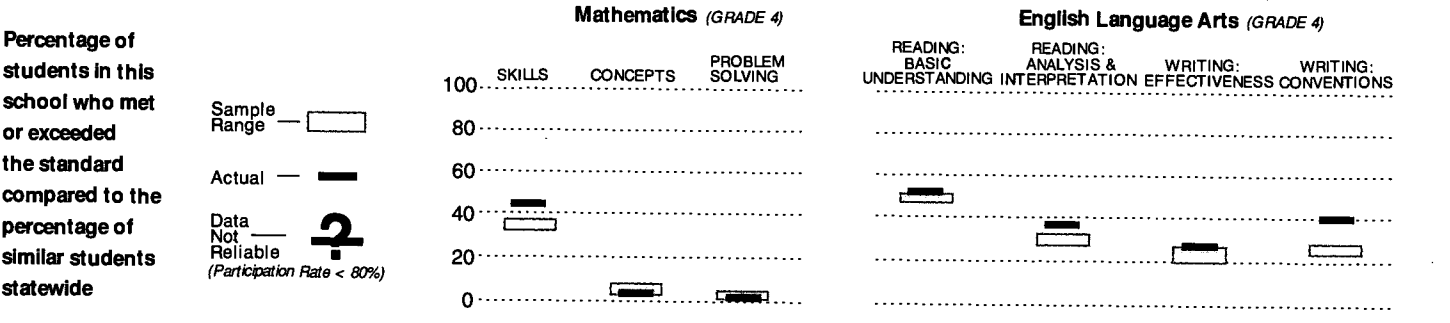 Mathematics (GRADE 4)
English Language Arts (GRADE 4)
Percentage of
students in this
school who met
or exceeded
the standard
compared to the
percentage of
similar students
statewide
Sample
Range
Actual
Data
Not
Reliable
(Participation Rate < 80%)
?
SKILLS
CONCEPTS
PROBLEM
SOLVING
READING:
BASIC
UNDERSTANDING
READING:
ANALYSIS &
INTERPRETATION
WRITING:
EFFECTIVENESS
WRITING:
CONVENTIONS
100
80
60
40
20
0